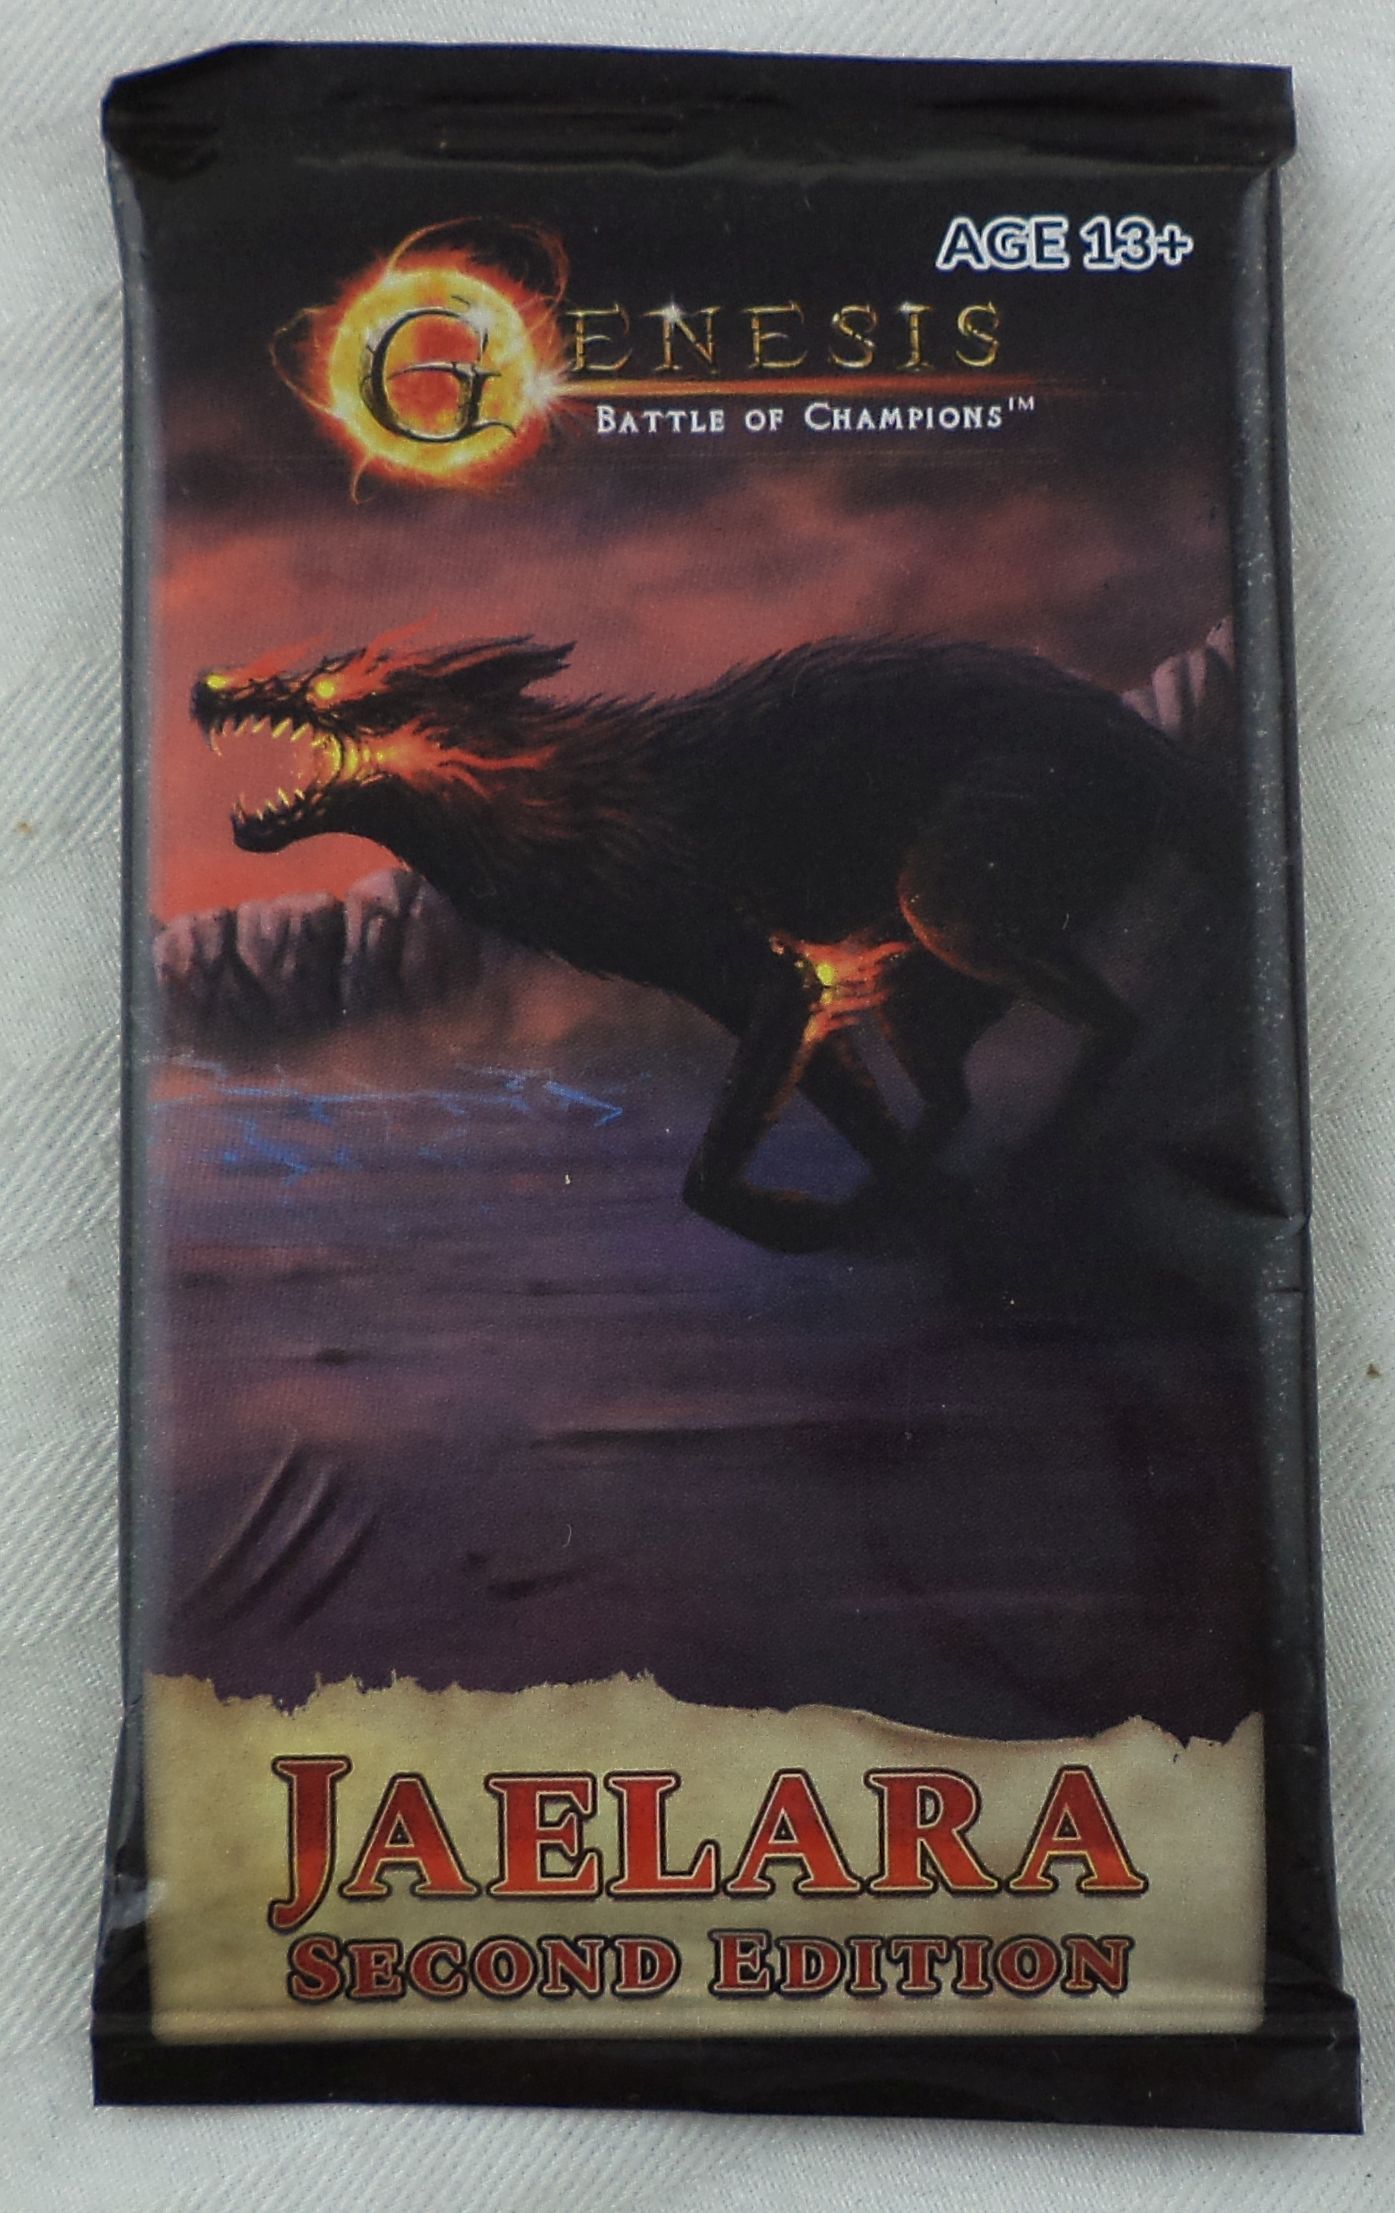 AGE 13+
GENESIS
BATTLE OF CHAMPIONS™
JAELARA
SECOND EDITION